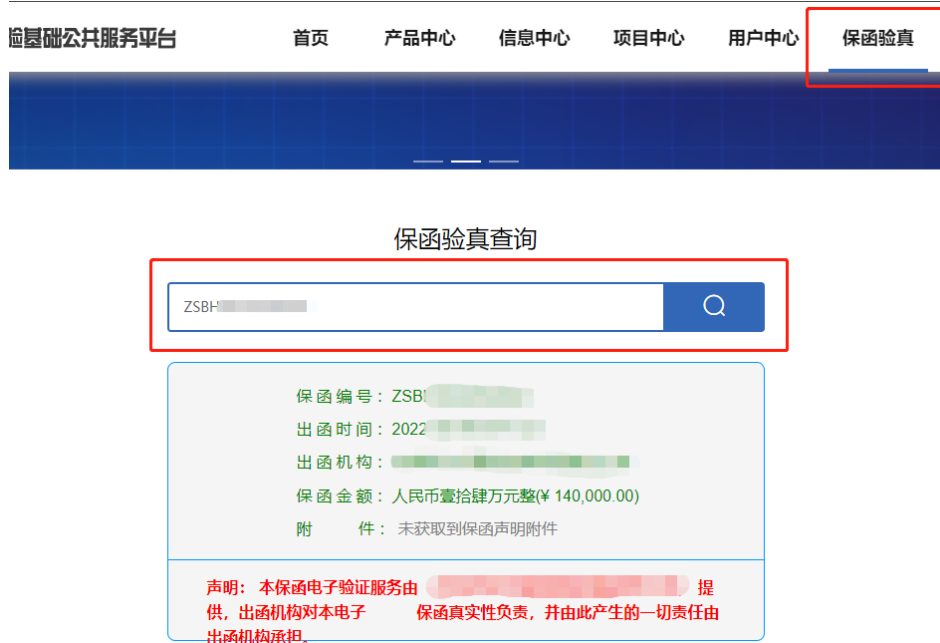 验基础公共服务平台 首页 产品中心 信息中心 项目中心 用户中心 保函验真
保函验真查询
ZSBH
保函编号：ZSB
出函时间：2022
出函机构：
保函金额：人民币壹拾肆万元整(¥ 140,000.00)
附 件：未获取到保函声明附件
声明： 本保函电子验证服务由 提
供，出函机构对本电子 保函真实性负责，并由此产生的一切责任由
出函机构承担。